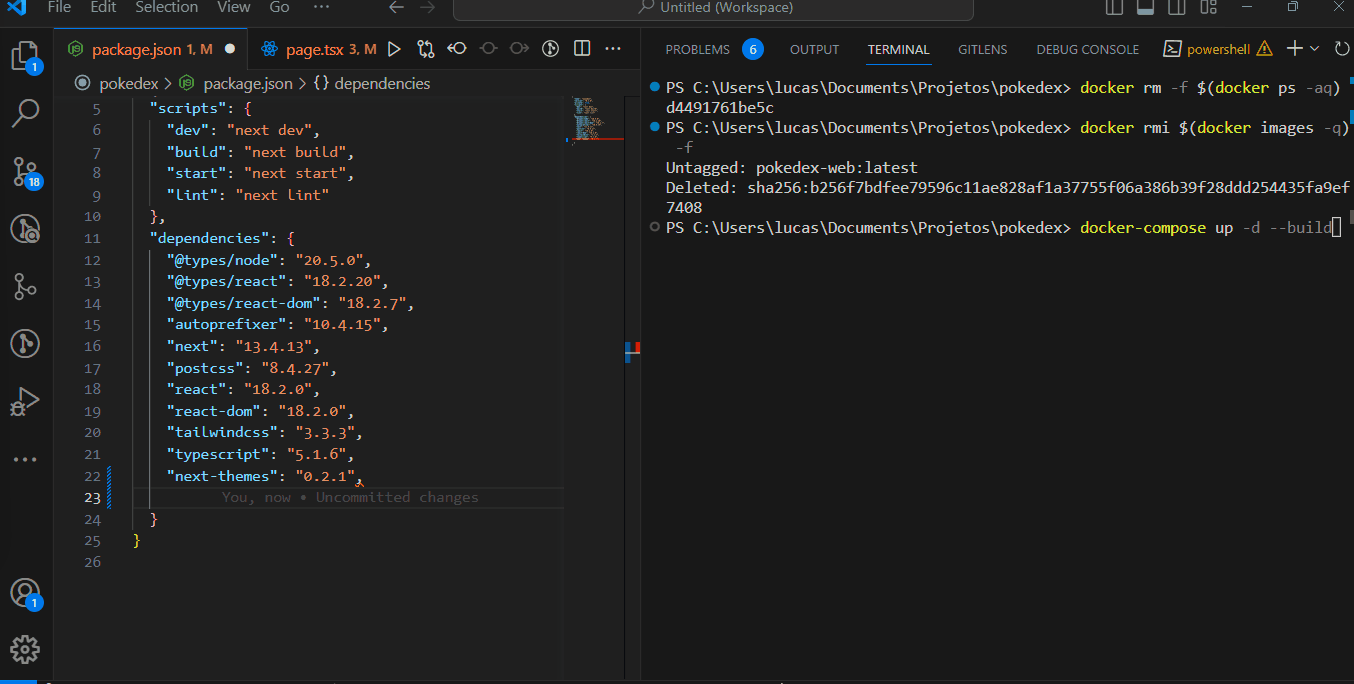 File Edit Selection View Go ··· Untitled (Workspace)
package.json 1, M page.tsx 3, M ···
pokedex > package.json > {} dependencies
5 "scripts": {
6 "dev": "next dev",
7 "build": "next build",
8 "start": "next start",
9 "lint": "next lint"
10 },
11 "dependencies": {
12 "@types/node": "20.5.0",
13 "@types/react": "18.2.20",
14 "@types/react-dom": "18.2.7",
15 "autoprefixer": "10.4.15",
16 "next": "13.4.13",
17 "postcss": "8.4.27",
18 "react": "18.2.0",
19 "react-dom": "18.2.0",
20 "tailwindcss": "3.3.3",
21 "typescript": "5.1.6",
22 "next-themes": "0.2.1",
23 You, now • Uncommitted changes
24 }
25 }
26
1
18
1
PROBLEMS 6 OUTPUT TERMINAL GITLENS DEBUG CONSOLE powershell
PS C:\Users\lucas\Documents\Projetos\pokedex> docker rm -f $(docker ps -aq)
d4491761be5c
PS C:\Users\lucas\Documents\Projetos\pokedex> docker rmi $(docker images -q)
-f
Untagged: pokedex-web:latest
Deleted: sha256:b256f7bdfee79596c11ae828af1a37755f06a386b39f28ddd254435fa9ef
7408
PS C:\Users\lucas\Documents\Projetos\pokedex> docker-compose up -d --build